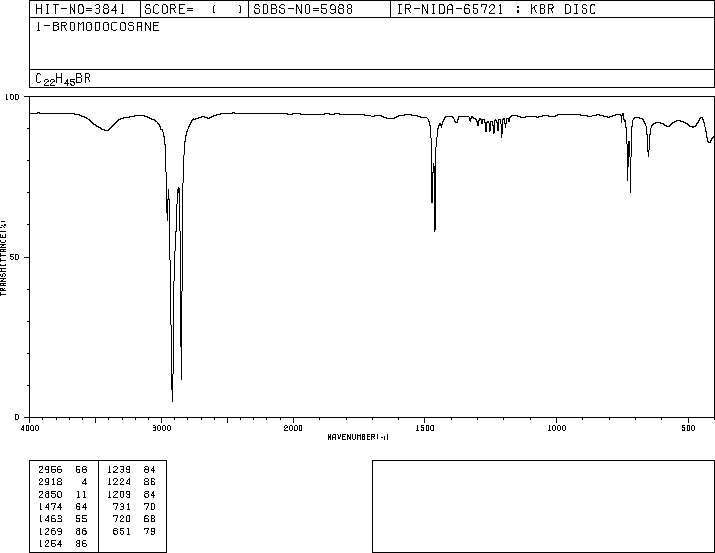 HIT-NO=3841 SCORE= ( ) SDBS-NO=5988 IR-NIDA-65721 : KBR DISC
1-BROMODOCOSANE
C22H45BR
100
50
0
TRANSMITTANCE(%)
4000 3000 2000 1500 1000 500
WAVENUMBER(-1)
2956 68 1239 84
2918 4 1224 86
2850 11 1209 84
1474 64 731 70
1463 55 720 68
1269 86 651 79
1254 86